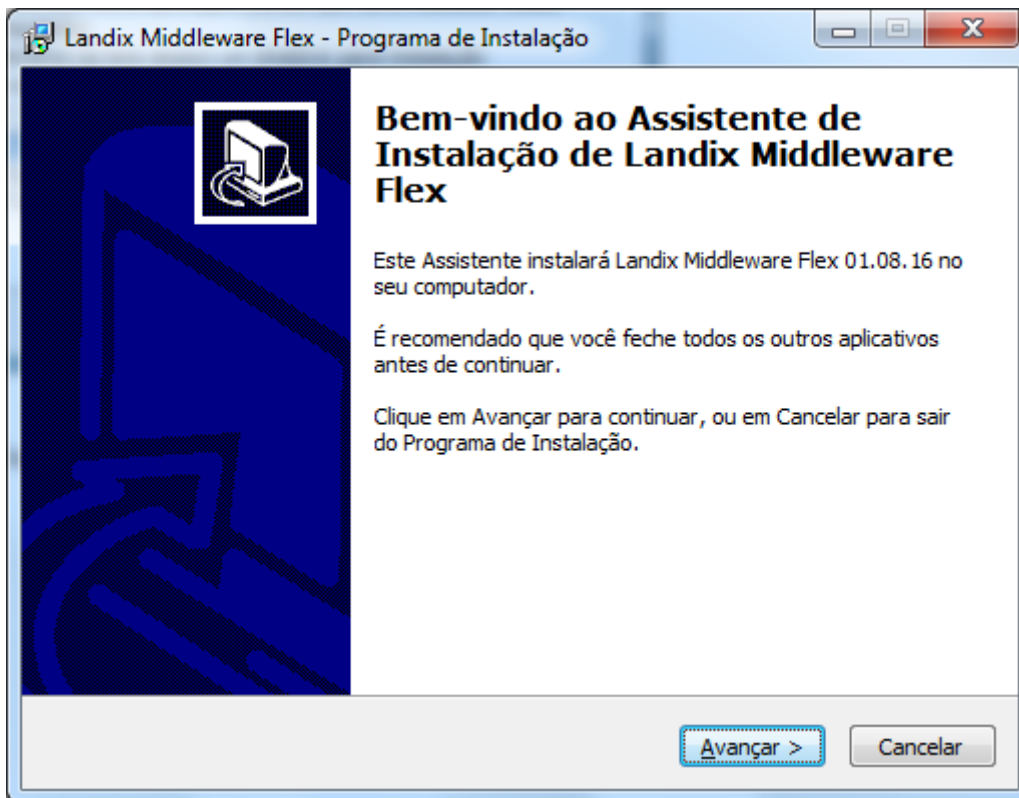 Landix Middleware Flex - Programa de Instalação
Bem-vindo ao Assistente de
Instalação de Landix Middleware
Flex
Este Assistente instalará Landix Middleware Flex 01.08.16 no
seu computador.
É recomendado que você feche todos os outros aplicativos
antes de continuar.
Clique em Avançar para continuar, ou em Cancelar para sair
do Programa de Instalação.
Avançar >
Cancelar